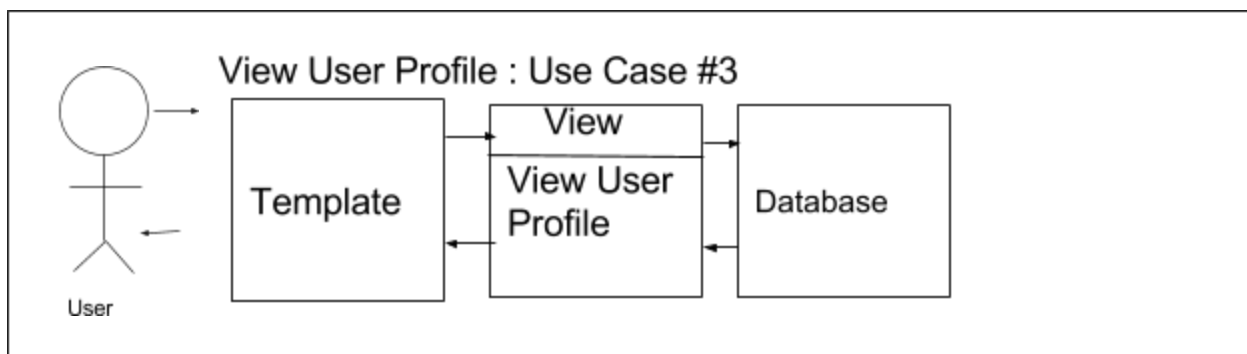 View User Profile : Use Case #3
Template
View
View User
Profile
Database
User